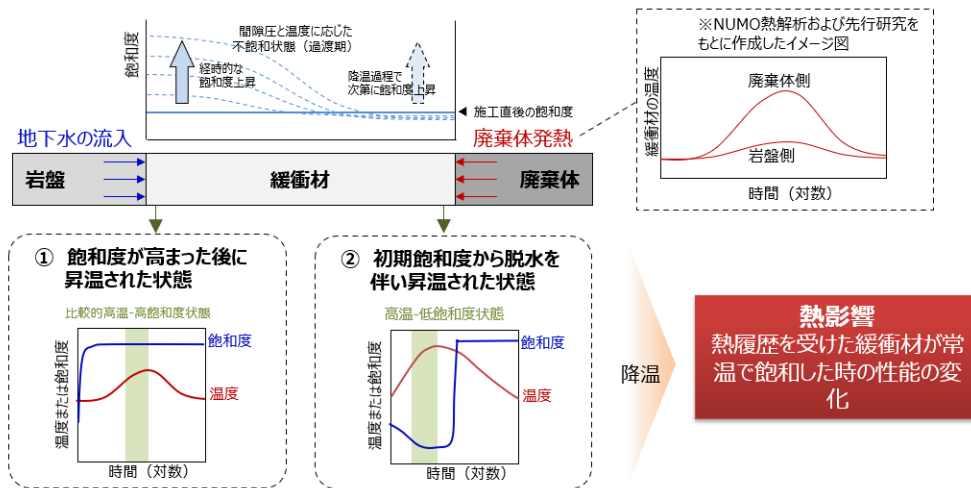 飽和度
間隙圧と温度に応じた
不飽和状態（過渡期）
経時的な
飽和度上昇
降温過程で
次第に飽和度上昇
施工直後の飽和度
※NUMO熱解析および先行研究を
もとに作成したイメージ図
緩衝材の温度
廃棄体側
岩盤側
時間（対数）
地下水の流入
廃棄体発熱
岩盤
緩衝材
廃棄体
① 飽和度が高まった後に
昇温された状態
比較的高温-高飽和度状態
温度または飽和度
飽和度
温度
時間（対数）
② 初期飽和度から脱水を
伴い昇温された状態
高温-低飽和度状態
温度または飽和度
飽和度
温度
時間（対数）
降温
熱影響
熱履歴を受けた緩衝材が常
温で飽和した時の性能の変
化